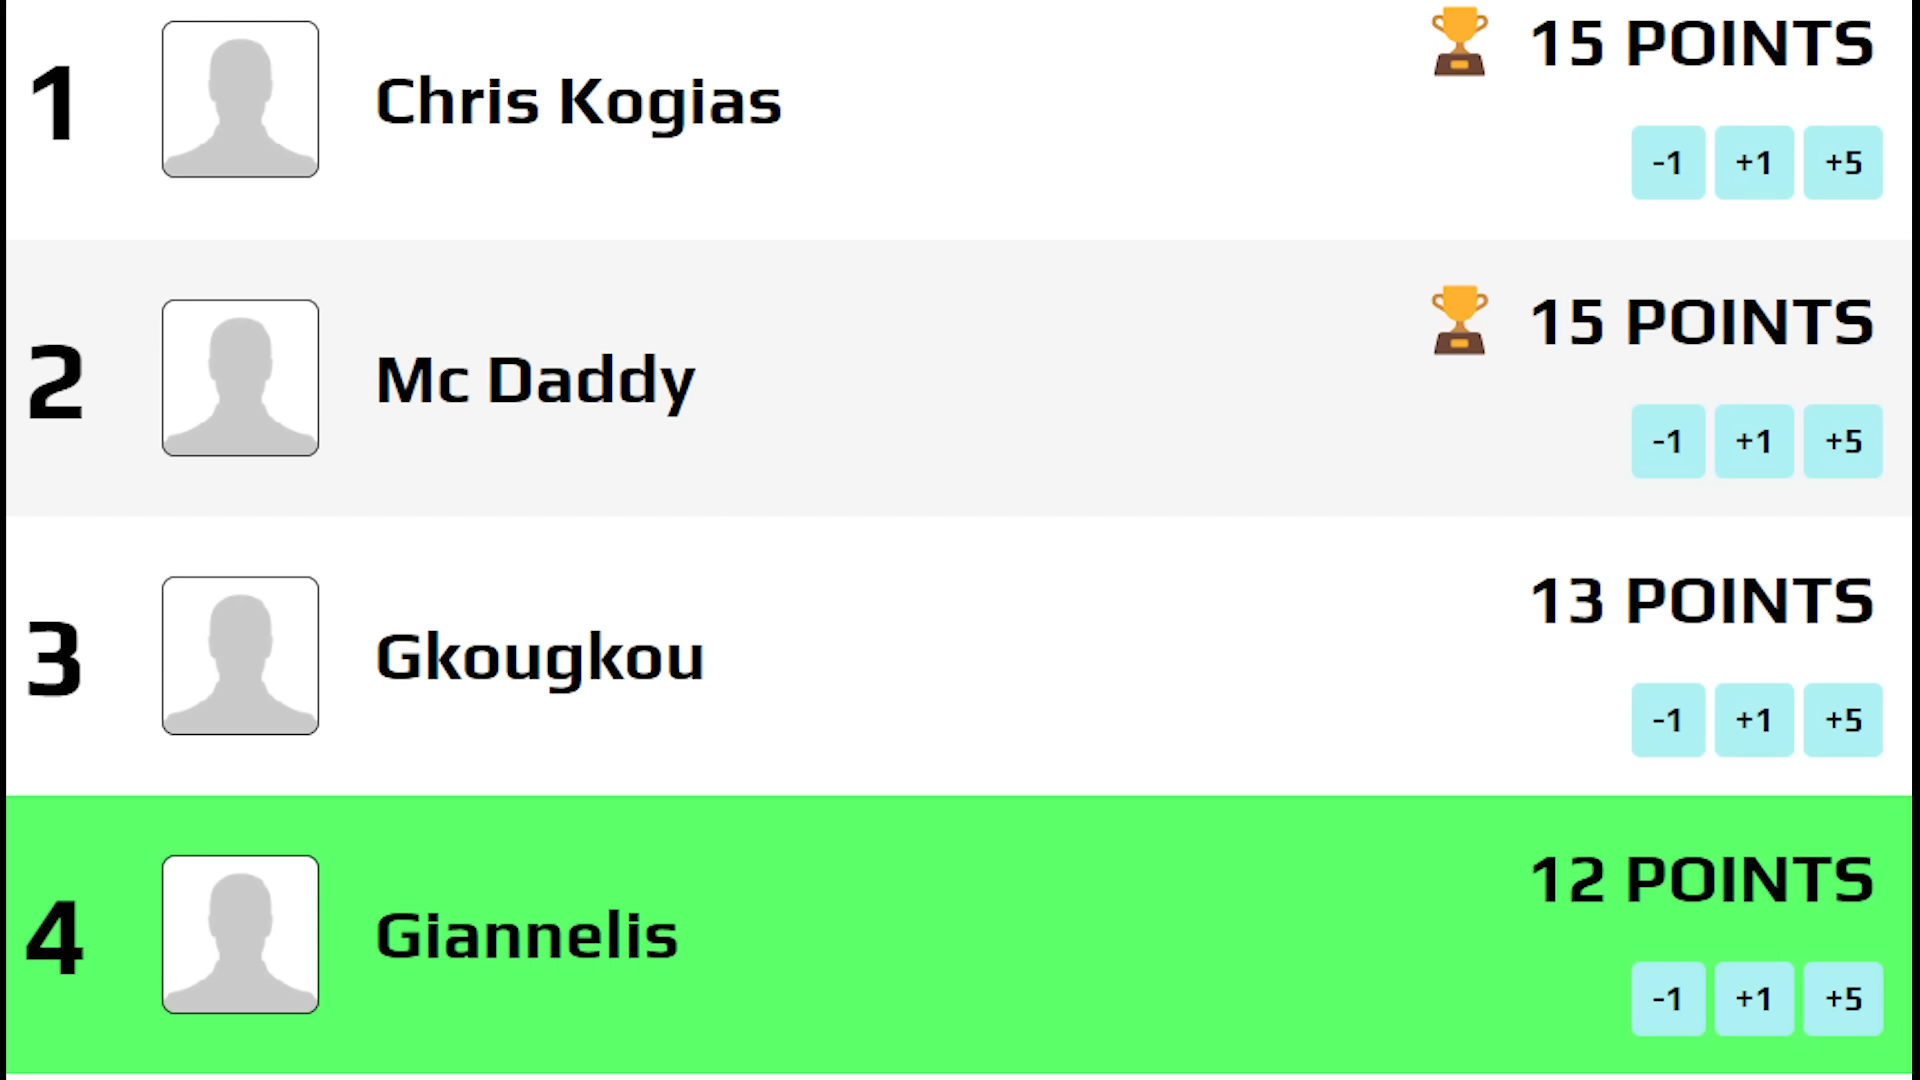 1
Chris Kogias
15 POINTS
-1 +1 +5
2
Mc Daddy
15 POINTS
-1 +1 +5
3
Gkougkou
13 POINTS
-1 +1 +5
4
Giannelis
12 POINTS
-1 +1 +5